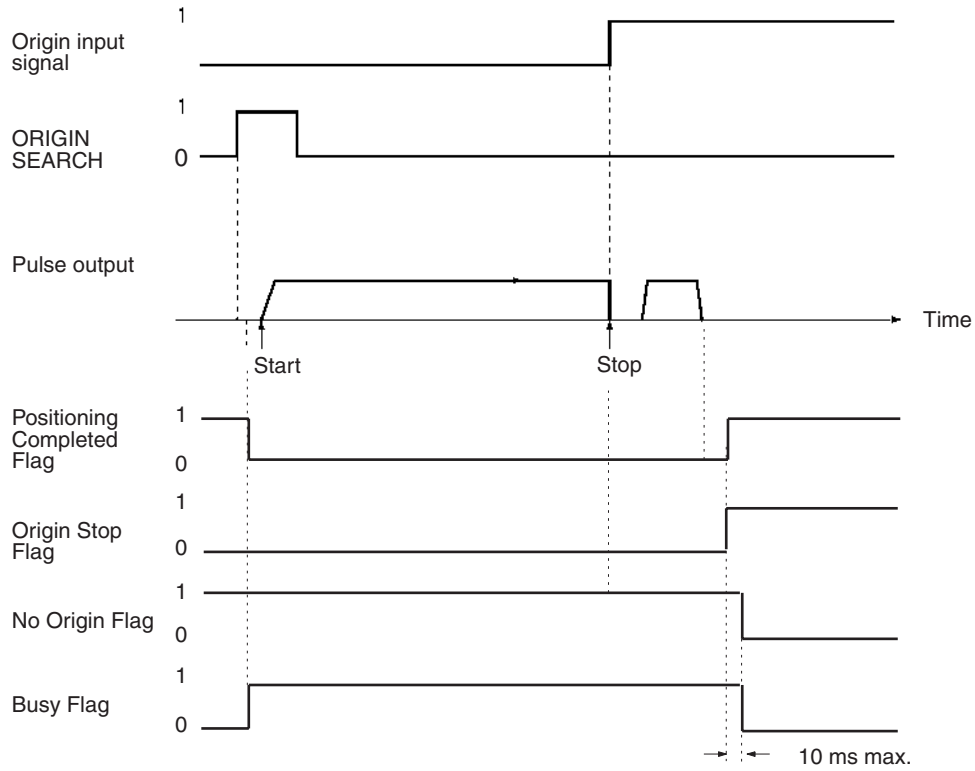 1
Origin input
signal
1
ORIGIN
SEARCH
0
Pulse output
Time
Start
Stop
Positioning
Completed
Flag
1
0
1
Origin Stop
Flag
0
1
No Origin Flag
0
1
Busy Flag
0
10 ms max.